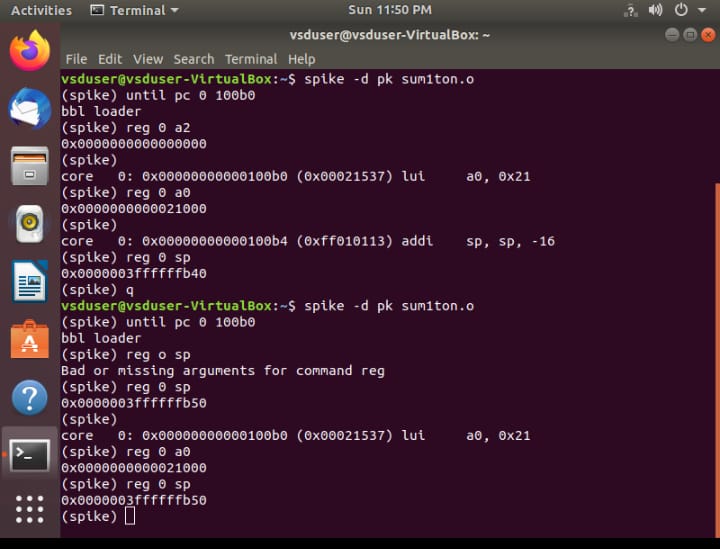 Activities Terminal Sun 11:50 PM
vsduser@vsduser-VirtualBox: ~
File Edit View Search Terminal Help
vsduser@vsduser-VirtualBox:~$ spike -d pk sum1ton.o
(spike) until pc 0 100b0
bbl loader
(spike) reg 0 a2
0x0000000000000000
(spike)
core 0: 0x00000000000100b0 (0x00021537) lui a0, 0x21
(spike) reg 0 a0
0x0000000000021000
(spike)
core 0: 0x00000000000100b4 (0xff010113) addi sp, sp, -16
(spike) reg 0 sp
0x0000003ffffffb40
(spike) q
vsduser@vsduser-VirtualBox:~$ spike -d pk sum1ton.o
(spike) until pc 0 100b0
bbl loader
(spike) reg o sp
Bad or missing arguments for command reg
(spike) reg 0 sp
0x0000003ffffffb50
(spike)
core 0: 0x00000000000100b0 (0x00021537) lui a0, 0x21
(spike) reg 0 a0
0x0000000000021000
(spike) reg 0 sp
0x0000003ffffffb50
(spike)